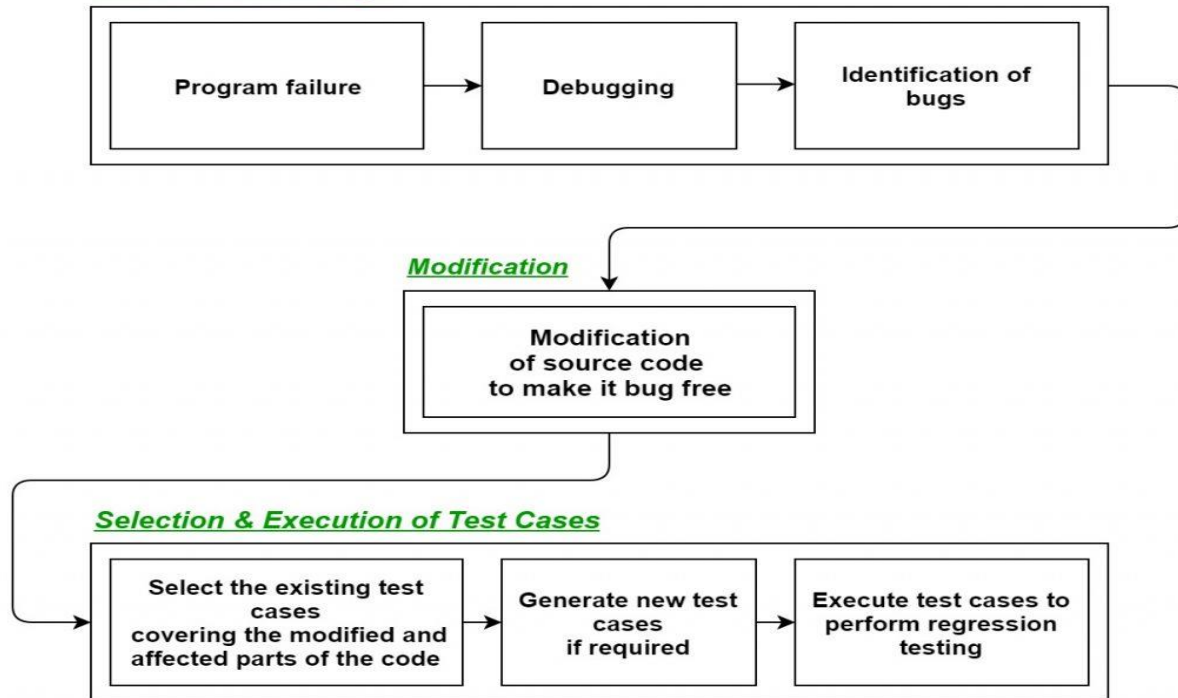 Program failure
Debugging
Identification of
bugs
Modification
Modification
of source code
to make it bug free
Selection & Execution of Test Cases
Select the existing test
cases
covering the modified and
affected parts of the code
Generate new test
cases
if required
Execute test cases to
perform regression
testing